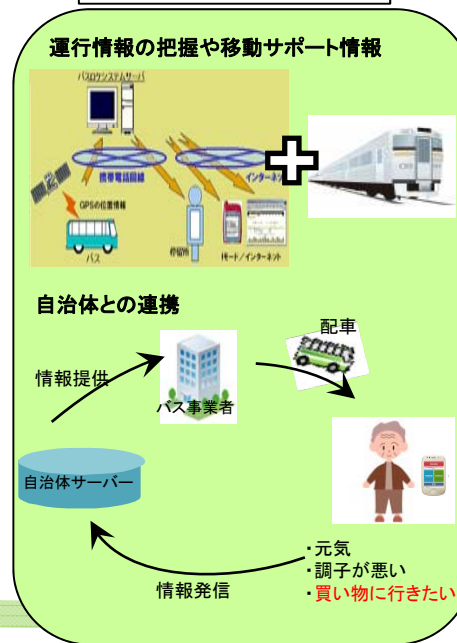 運行情報の把握や移動サポート情報
バスロケシステムサーバ
携帯電話回線
インターネッ
GPSの位置情報
バス
停留所
iモード/インターネット
自治体との連携
配車
情報提供
バス事業者
自治体サーバー
・元気
・調子が悪い
・買い物に行きたい
情報発信